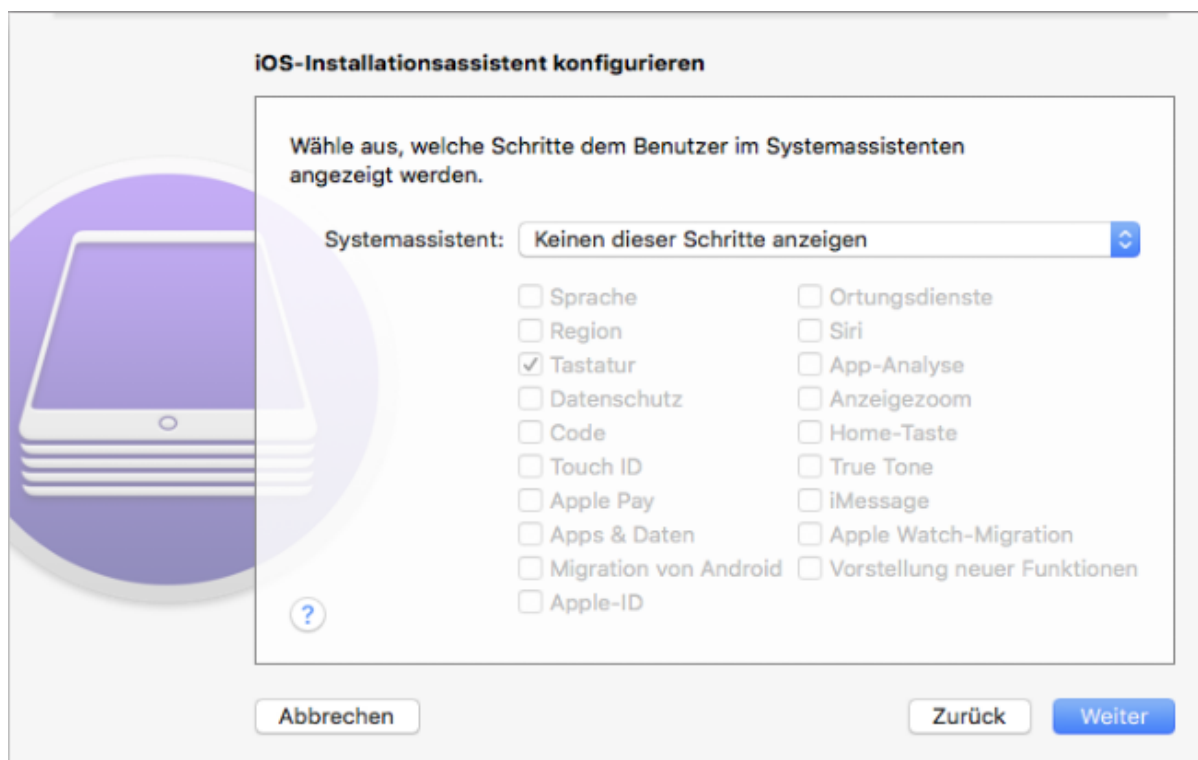 iOS-Installationsassistent konfigurieren
Wähle aus, welche Schritte dem Benutzer im Systemassistenten
angezeigt werden.
Systemassistent: Keinen dieser Schritte anzeigen
Sprache Ortungsdienste
Region Siri
Tastatur App-Analyse
Datenschutz Anzeigezoom
Code Home-Taste
Touch ID True Tone
Apple Pay iMessage
Apps & Daten Apple Watch-Migration
Migration von Android Vorstellung neuer Funktionen
Apple-ID
?
Abbrechen Zurück Weiter